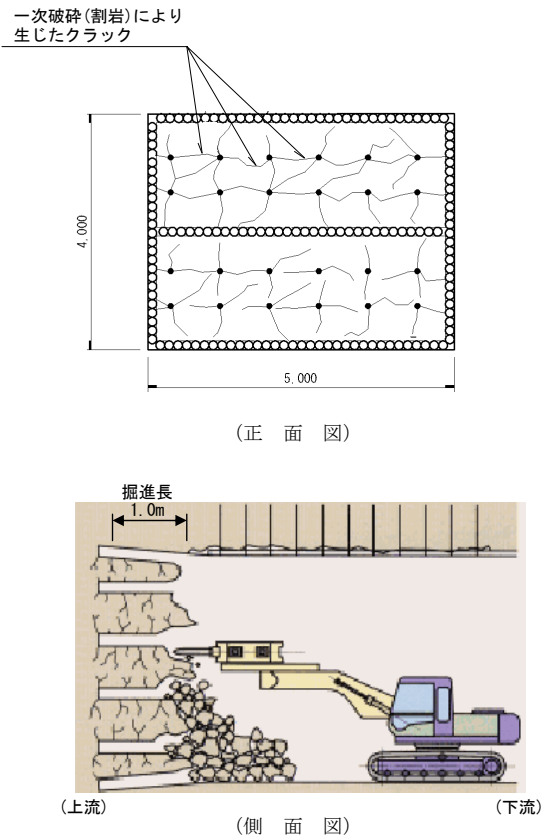 一次破砕(割岩)により
生じたクラック
4.000
5.000
(正 面 図)
掘進長
1.0m
(上流)
(下流)
(側 面 図)